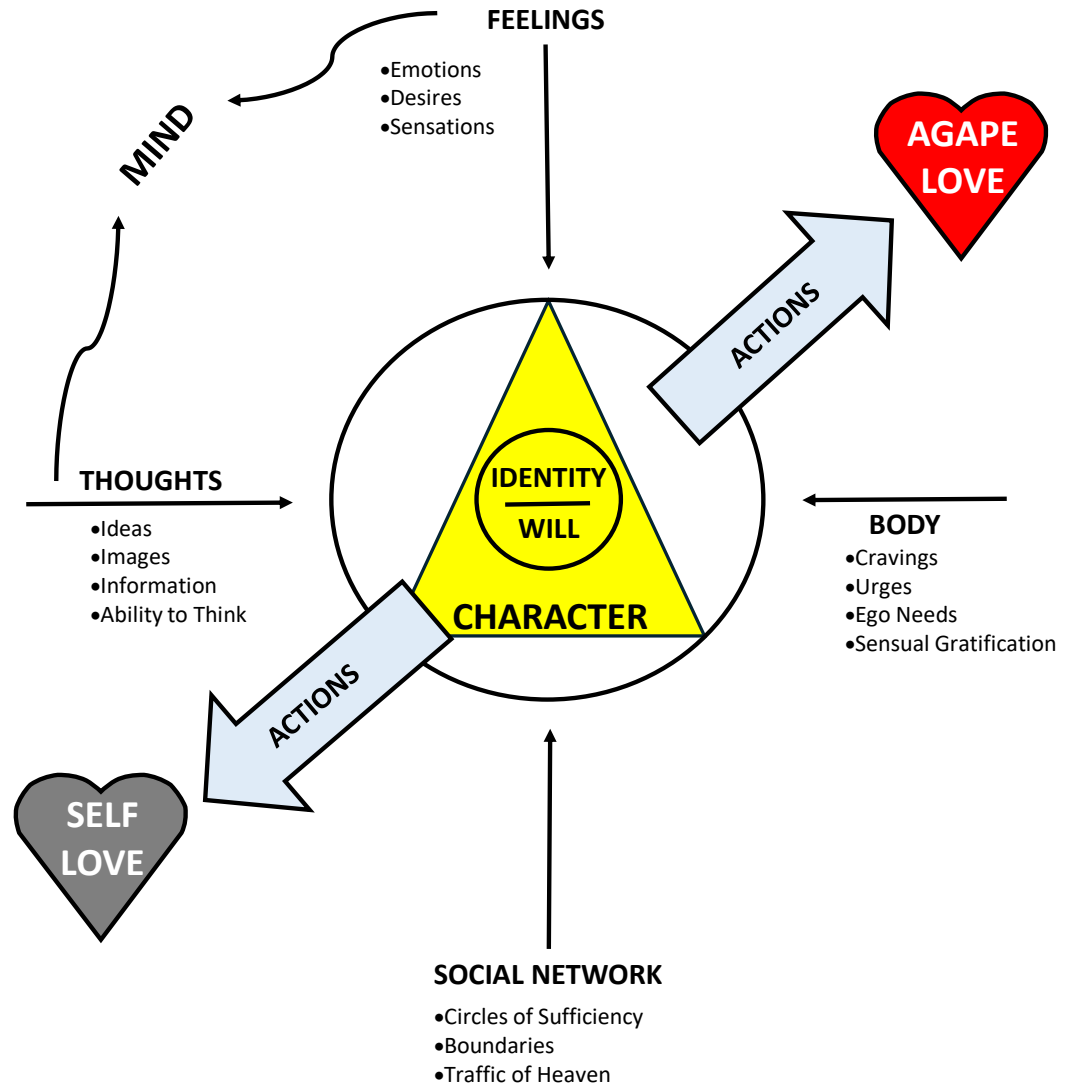 FEELINGS
•Emotions
•Desires
•Sensations
MIND
AGAPE
LOVE
ACTIONS
THOUGHTS
•Ideas
•Images
•Information
•Ability to Think
IDENTITY
WILL
CHARACTER
BODY
•Cravings
•Urges
•Ego Needs
•Sensual Gratification
ACTIONS
SELF
LOVE
SOCIAL NETWORK
•Circles of Sufficiency
•Boundaries
•Traffic of Heaven